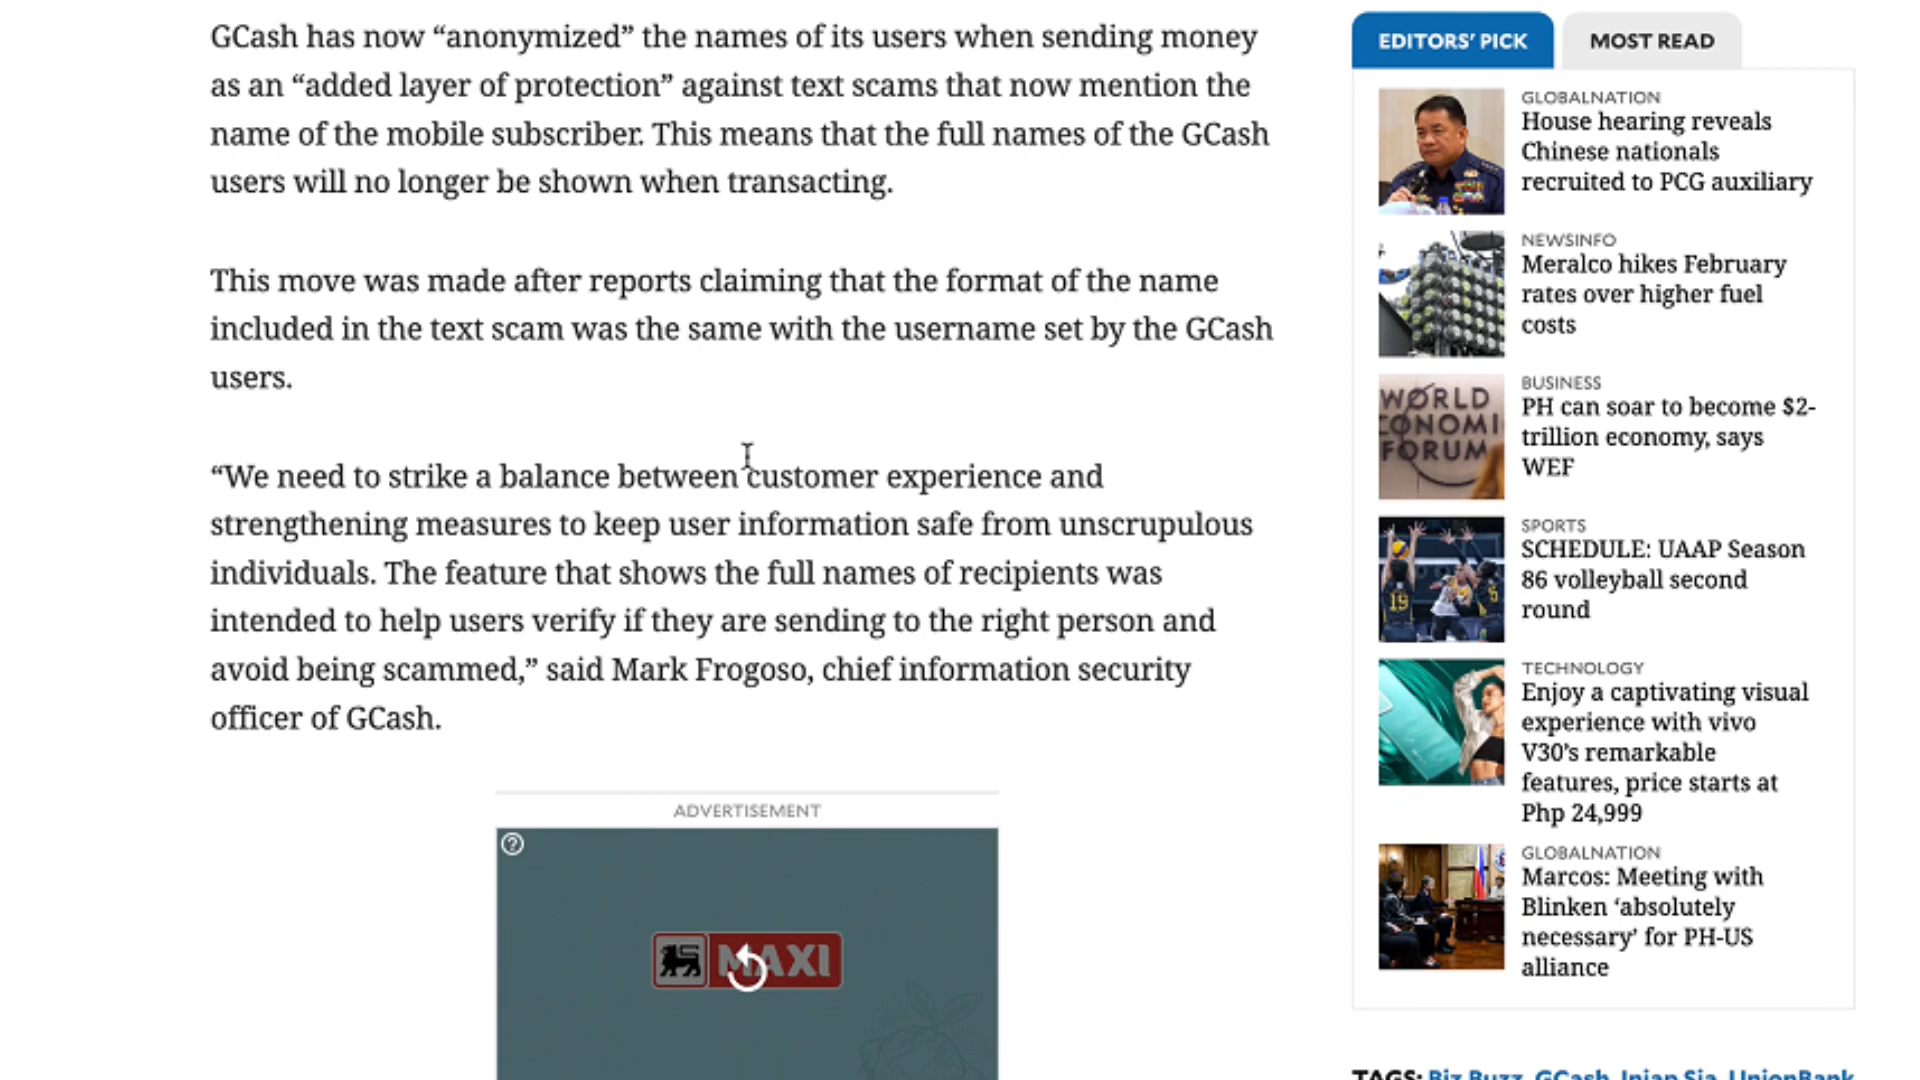 GCash has now “anonymized” the names of its users when sending money
as an “added layer of protection” against text scams that now mention the
name of the mobile subscriber. This means that the full names of the GCash
users will no longer be shown when transacting.
This move was made after reports claiming that the format of the name
included in the text scam was the same with the username set by the GCash
users.
“We need to strike a balance between customer experience and
strengthening measures to keep user information safe from unscrupulous
individuals. The feature that shows the full names of recipients was
intended to help users verify if they are sending to the right person and
avoid being scammed,” said Mark Frogoso, chief information security
officer of GCash.
ADVERTISEMENT
?
MAXI
EDITORS’ PICK
MOST READ
GLOBALNATION
House hearing reveals
Chinese nationals
recruited to PCG auxiliary
NEWSINFO
Meralco hikes February
rates over higher fuel
costs
WORLD
ECONOMIC
FORUM
BUSINESS
PH can soar to become $2-
trillion economy, says
WEF
19
5
SPORTS
SCHEDULE: UAAP Season
86 volleyball second
round
TECHNOLOGY
Enjoy a captivating visual
experience with vivo
V30’s remarkable
features, price starts at
Php 24,999
GLOBALNATION
Marcos: Meeting with
Blinken ‘absolutely
necessary’ for PH-US
alliance
TAGS: Biz Buzz, GCash, Injap Sia, UnionBank